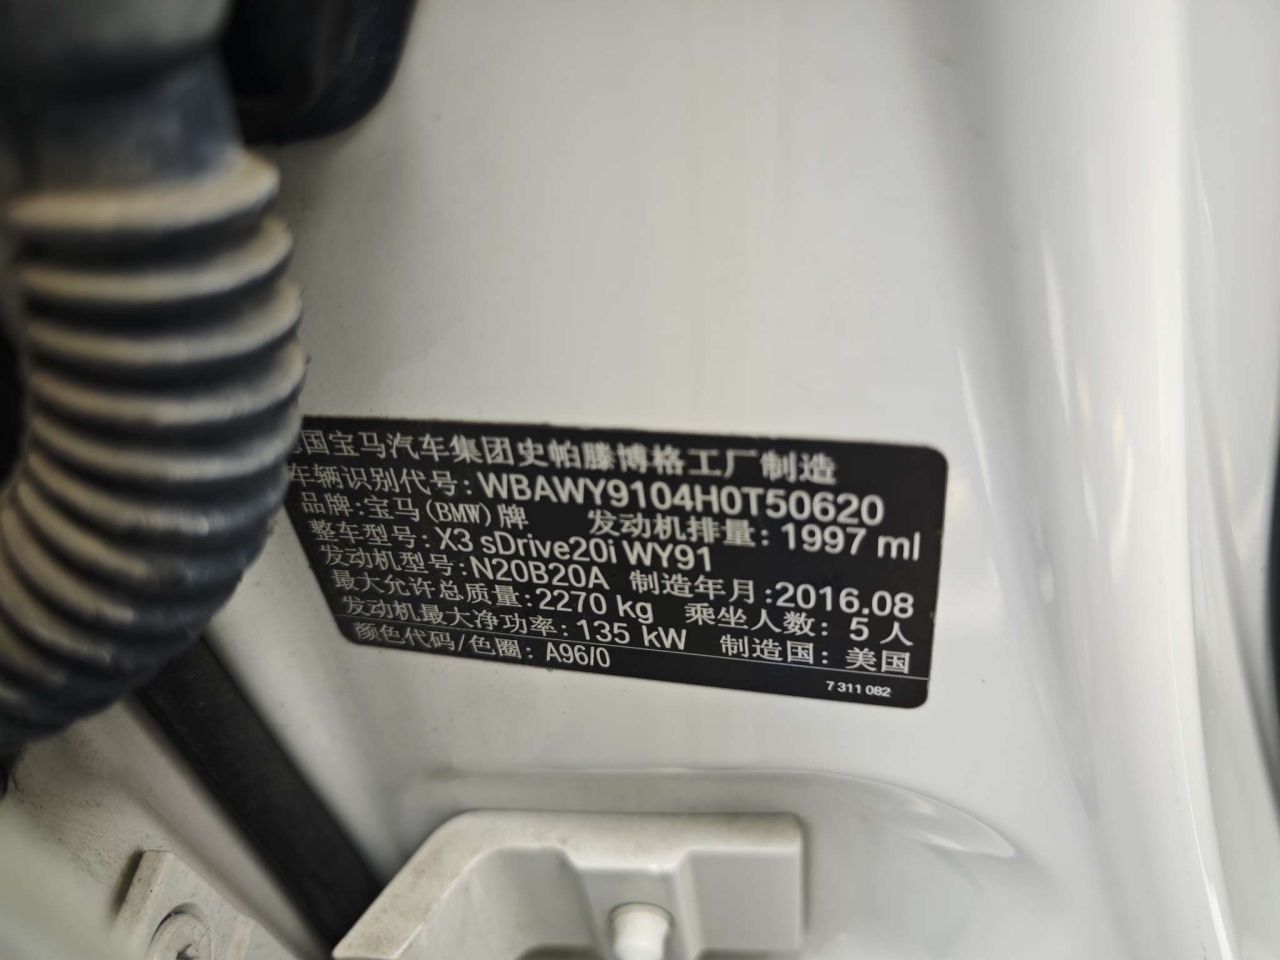 国宝马汽车集团史帕滕博格工厂制造
车辆识别代号:WBAWY9104H0T50620
品牌:宝马(BMW)牌 发动机排量: 1997 ml
整车型号: X3 sDrive20i WY91
发动机型号: N20B20A 制造年月:2016.08
最大允许总质量:2270 kg 乘坐人数: 5人
发动机最大净功率: 135 kW 制造国: 美国
颜色代码/色圈: A96/0
7 311 082